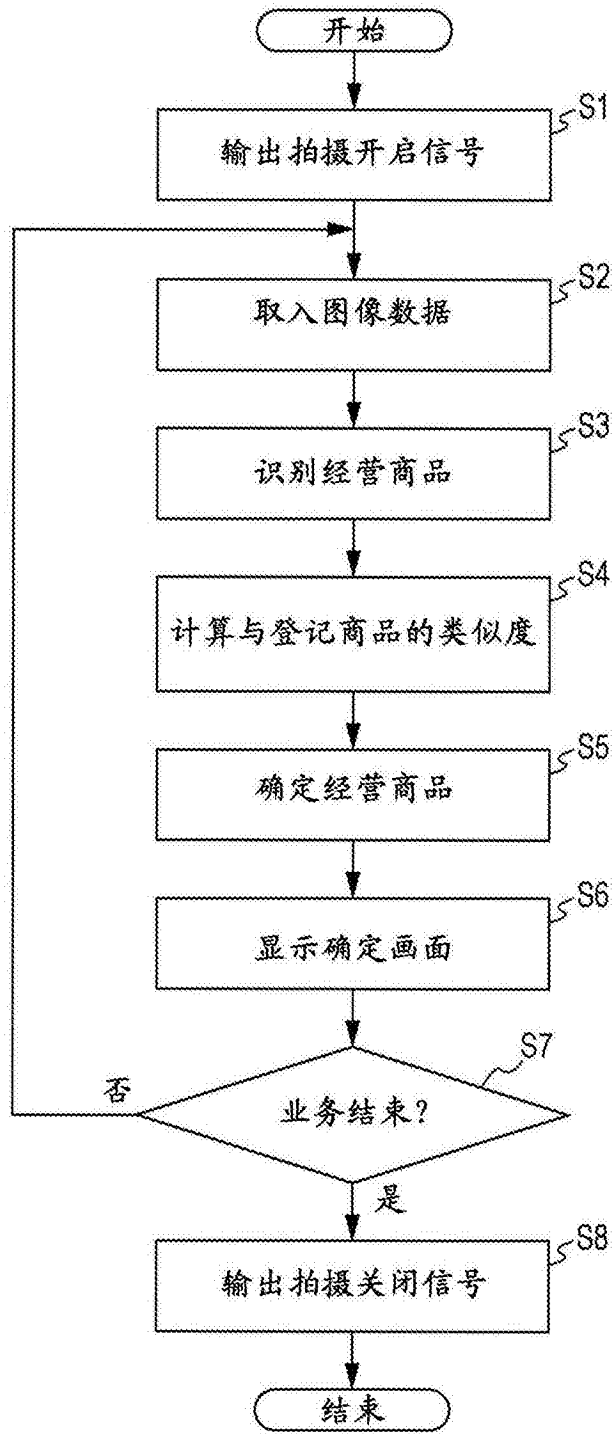 开始
S1
输出拍摄开启信号
S2
取入图像数据
S3
识别经营商品
S4
计算与登记商品的类似度
S5
确定经营商品
S6
显示确定画面
S7
否
业务结束?
是
S8
输出拍摄关闭信号
结束